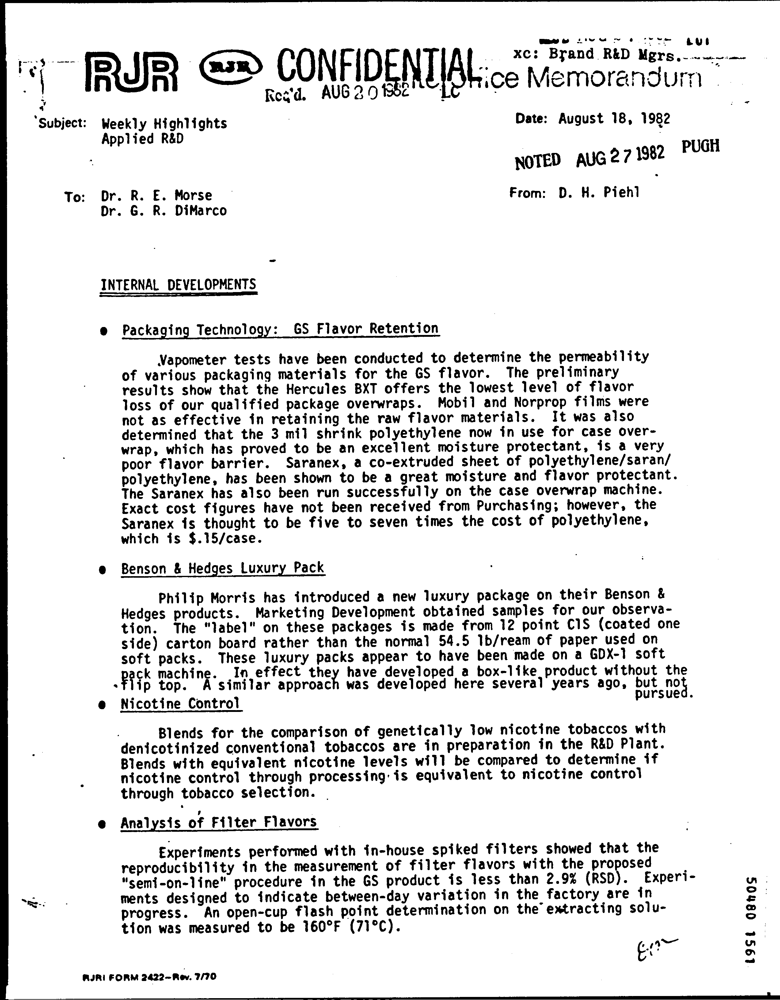 xc: Brand R&D Mgrs.
RJR RJR CONFIDENTIAL ice Memorandum
Rec'd. AUG 20 1982
Subject: Weekly Highlights
Applied R&D
Date: August 18, 1982
NOTED AUG 27 1982 PUGH
To: Dr. R. E. Morse
Dr. G. R. DiMarco
From: D. H. Piehl
INTERNAL DEVELOPMENTS
● Packaging Technology: GS Flavor Retention
Vapometer tests have been conducted to determine the permeability
of various packaging materials for the GS flavor. The preliminary
results show that the Hercules BXT offers the lowest level of flavor
loss of our qualified package overwraps. Mobil and Norprop films were
not as effective in retaining the raw flavor materials. It was also
determined that the 3 mil shrink polyethylene now in use for case over-
wrap, which has proved to be an excellent moisture protectant, is a very
poor flavor barrier. Saranex, a co-extruded sheet of polyethylene/saran/
polyethylene, has been shown to be a great moisture and flavor protectant.
The Saranex has also been run successfully on the case overwrap machine.
Exact cost figures have not been received from Purchasing; however, the
Saranex is thought to be five to seven times the cost of polyethylene,
which is $.15/case.
● Benson & Hedges Luxury Pack
Philip Morris has introduced a new luxury package on their Benson &
Hedges products. Marketing Development obtained samples for our observa-
tion. The "label" on these packages is made from 12 point C1S (coated one
side) carton board rather than the normal 54.5 lb/ream of paper used on
soft packs. These luxury packs appear to have been made on a GDX-1 soft
pack machine. In effect they have developed a box-like product without the
flip top. A similar approach was developed here several years ago, but not
pursued.
● Nicotine Control
Blends for the comparison of genetically low nicotine tobaccos with
denicotinized conventional tobaccos are in preparation in the R&D Plant.
Blends with equivalent nicotine levels will be compared to determine if
nicotine control through processing is equivalent to nicotine control
through tobacco selection.
● Analysis of Filter Flavors
Experiments performed with in-house spiked filters showed that the
reproducibility in the measurement of filter flavors with the proposed
"semi-on-line" procedure in the GS product is less than 2.9% (RSD). Experi-
ments designed to indicate between-day variation in the factory are in
progress. An open-cup flash point determination on the extracting solu-
tion was measured to be 160°F (71°C).
RJRI FORM 2422-Rev. 7/70
50480 1561